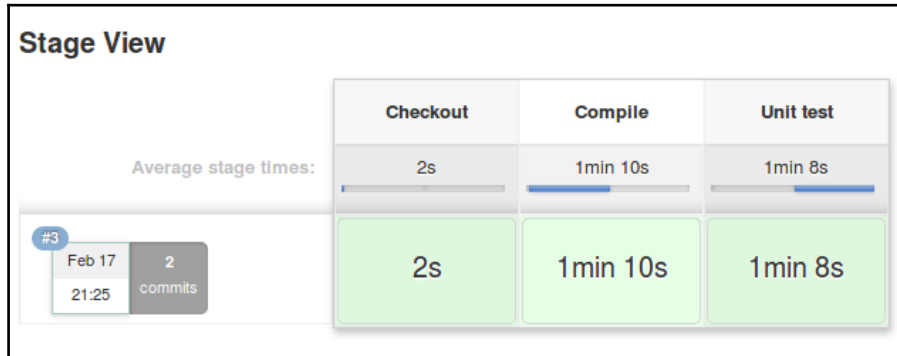 Stage View
Checkout Compile Unit test
Average stage times: 2s 1min 10s 1min 8s
#3
Feb 17 2 2s 1min 10s 1min 8s
21:25 commits